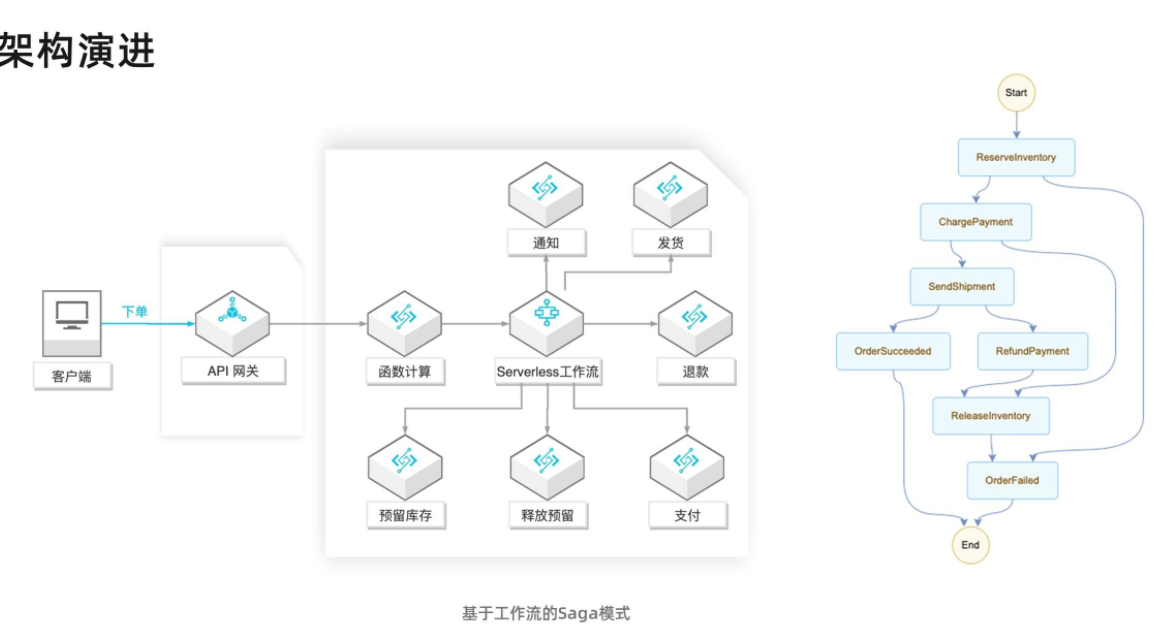 架构演进
通知
发货
下单
客户端
API 网关
函数计算
Serverless工作流
退款
预留库存
释放预留
支付
Start
ReserveInventory
ChargePayment
SendShipment
OrderSucceeded
RefundPayment
ReleaseInventory
OrderFailed
End
基于工作流的Saga模式